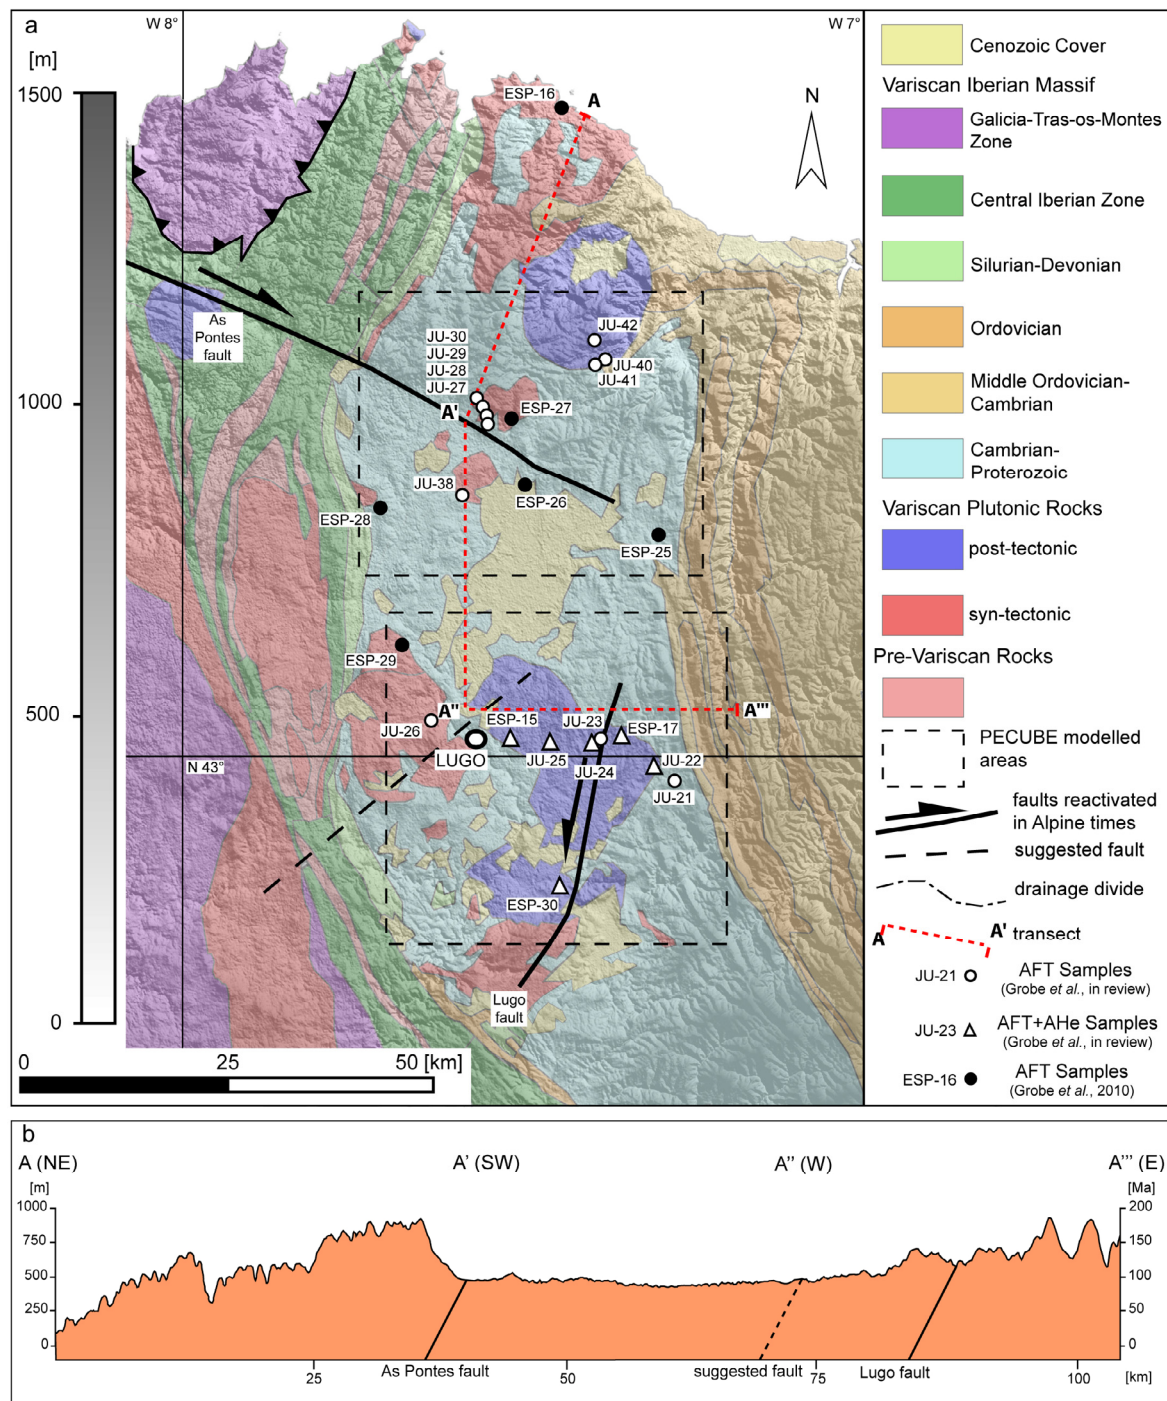 a
W 8°
W 7°
[m]
1500
1000
500
0
ESP-16
A
N
As
Pontes
fault
JU-42
JU-30
JU-29
JU-28
JU-27
JU-40
JU-41
A'
ESP-27
JU-38
ESP-26
ESP-28
ESP-25
ESP-29
A''
A'''
JU-26
ESP-15
JU-23
ESP-17
LUGO
JU-25
JU-22
JU-24
N 43°
JU-21
ESP-30
Lugo
fault
0
25
50 [km]
Cenozoic Cover
Variscan Iberian Massif
Galicia-Tras-os-Montes
Zone
Central Iberian Zone
Silurian-Devonian
Ordovician
Middle Ordovician-
Cambrian
Cambrian-
Proterozoic
Variscan Plutonic Rocks
post-tectonic
syn-tectonic
Pre-Variscan Rocks
PECUBE modelled
areas
faults reactivated
in Alpine times
suggested fault
drainage divide
A A' transect
JU-21 AFT Samples
(Grobe et al., in review)
JU-23 AFT+AHe Samples
(Grobe et al., in review)
ESP-16 AFT Samples
(Grobe et al., 2010)
b
A (NE)
A' (SW)
A'' (W)
A''' (E)
[m]
[Ma]
1000
750
500
250
0
200
150
100
50
0
As Pontes fault
suggested fault
Lugo fault
25
50
75
100
[km]